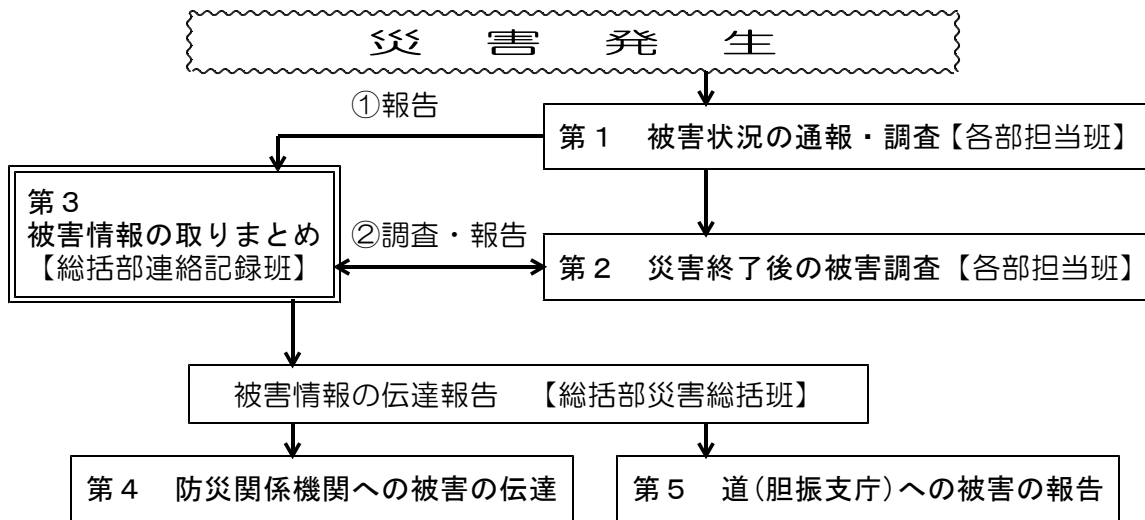 災害発生
①報告
第１　被害状況の通報・調査【各部担当班】
第３
被害情報の取りまとめ
【総括部連絡記録班】
②調査・報告
第２　災害終了後の被害調査【各部担当班】
被害情報の伝達報告　【総括部災害総括班】
第４　防災関係機関への被害の伝達
第５　道(胆振支庁)への被害の報告